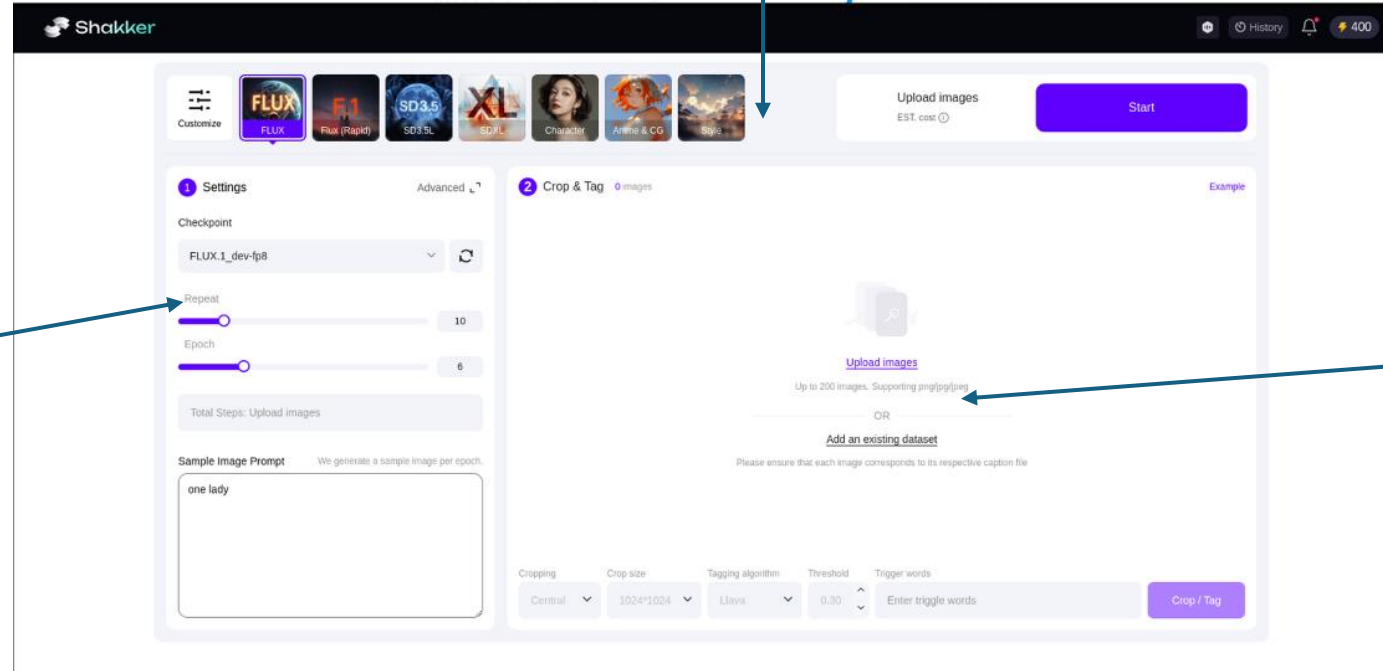 Shakker
History
400
Customize
FLUX
FLUX
F.1
Flux (Rapid)
SD3.5
SD3.5L
XL
SDXL
Character
Anime & CG
Style
Upload images
EST. cost
Start
1 Settings
Advanced
2 Crop & Tag 0 images
Example
Checkpoint
FLUX.1_dev-fp8
Repeat
10
Epoch
6
Total Steps: Upload images
Sample Image Prompt We generate a sample image per epoch.
one lady
Upload images
Up to 200 images. Supporting png/jpg/jpeg
OR
Add an existing dataset
Please ensure that each image corresponds to its respective caption file
Cropping Crop size Tagging algorithm Threshold Trigger words
Central 1024*1024 Llava 0.30 Enter triggle words
Crop / Tag